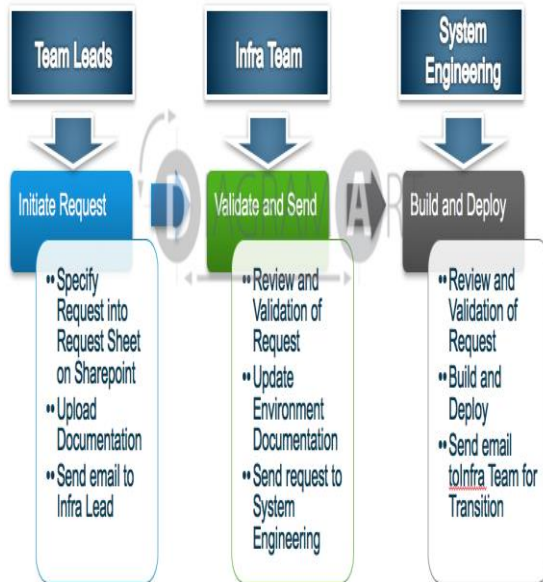 Team Leads
Infra Team
System
Engineering
Initiate Request
Validate and Send
Build and Deploy
DIAGRAM ART
•• Specify
Request into
Request Sheet
on Sharepoint
•• Upload
Documentation
•• Send email to
Infra Lead
•• Review and
Validation of
Request
•• Update
Environment
Documentation
•• Send request to
System
Engineering
•• Review and
Validation of
Request
•• Build and
Deploy
•• Send email
toInfra Team for
Transition